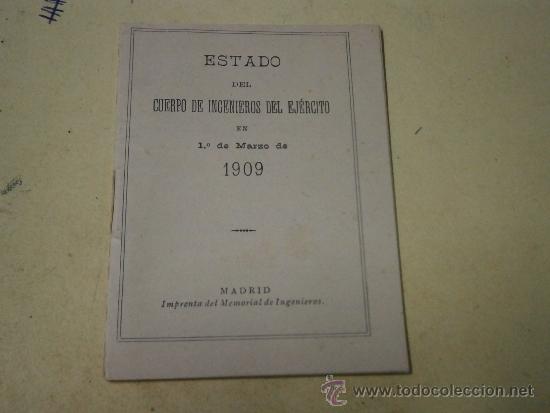 ESTADO
DEL
CUERPO DE INGENIEROS DEL EJÉRCITO
EN
1.º de Marzo de
1909
MADRID
Imprenta del Memorial de Ingenieros.
www.todocoleccion.net